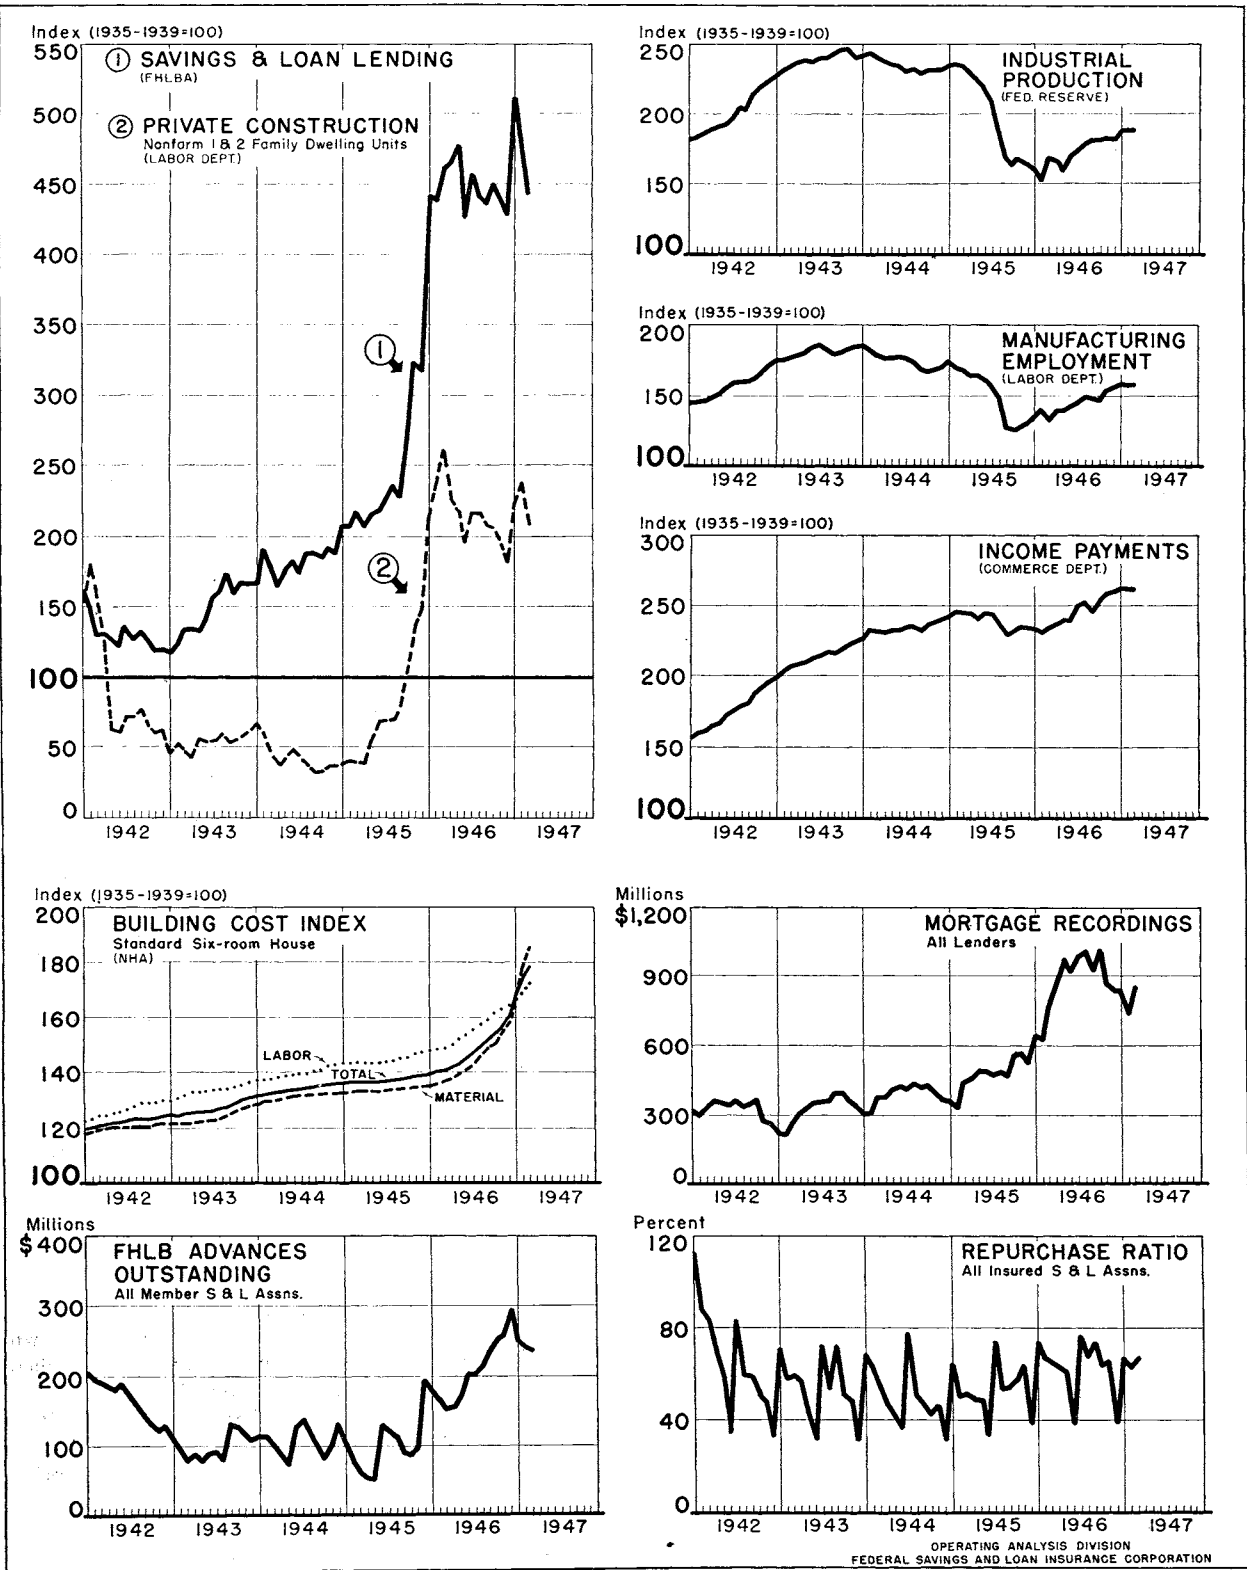 Index (1935-1939=100)
550
500
450
400
350
300
250
200
150
100
50
0
① SAVINGS & LOAN LENDING
(FHLBA)
② PRIVATE CONSTRUCTION
Nonfarm 1 & 2 Family Dwelling Units
(LABOR DEPT.)
①
②
1942 1943 1944 1945 1946 1947
Index (1935-1939=100)
250
200
150
100
INDUSTRIAL
PRODUCTION
(FED. RESERVE)
1942 1943 1944 1945 1946 1947
Index (1935-1939=100)
200
150
100
MANUFACTURING
EMPLOYMENT
(LABOR DEPT.)
1942 1943 1944 1945 1946 1947
Index (1935-1939=100)
300
250
200
150
100
INCOME PAYMENTS
(COMMERCE DEPT.)
1942 1943 1944 1945 1946 1947
Index (1935-1939=100)
200
180
160
140
120
100
BUILDING COST INDEX
Standard Six-room House
(NHA)
LABOR
TOTAL
MATERIAL
1942 1943 1944 1945 1946 1947
Millions
$1,200
900
600
300
0
MORTGAGE RECORDINGS
All Lenders
1942 1943 1944 1945 1946 1947
Millions
$400
300
200
100
0
FHLB ADVANCES
OUTSTANDING
All Member S & L Assns.
1942 1943 1944 1945 1946 1947
Percent
120
80
40
0
REPURCHASE RATIO
All Insured S & L Assns.
1942 1943 1944 1945 1946 1947
OPERATING ANALYSIS DIVISION
FEDERAL SAVINGS AND LOAN INSURANCE CORPORATION